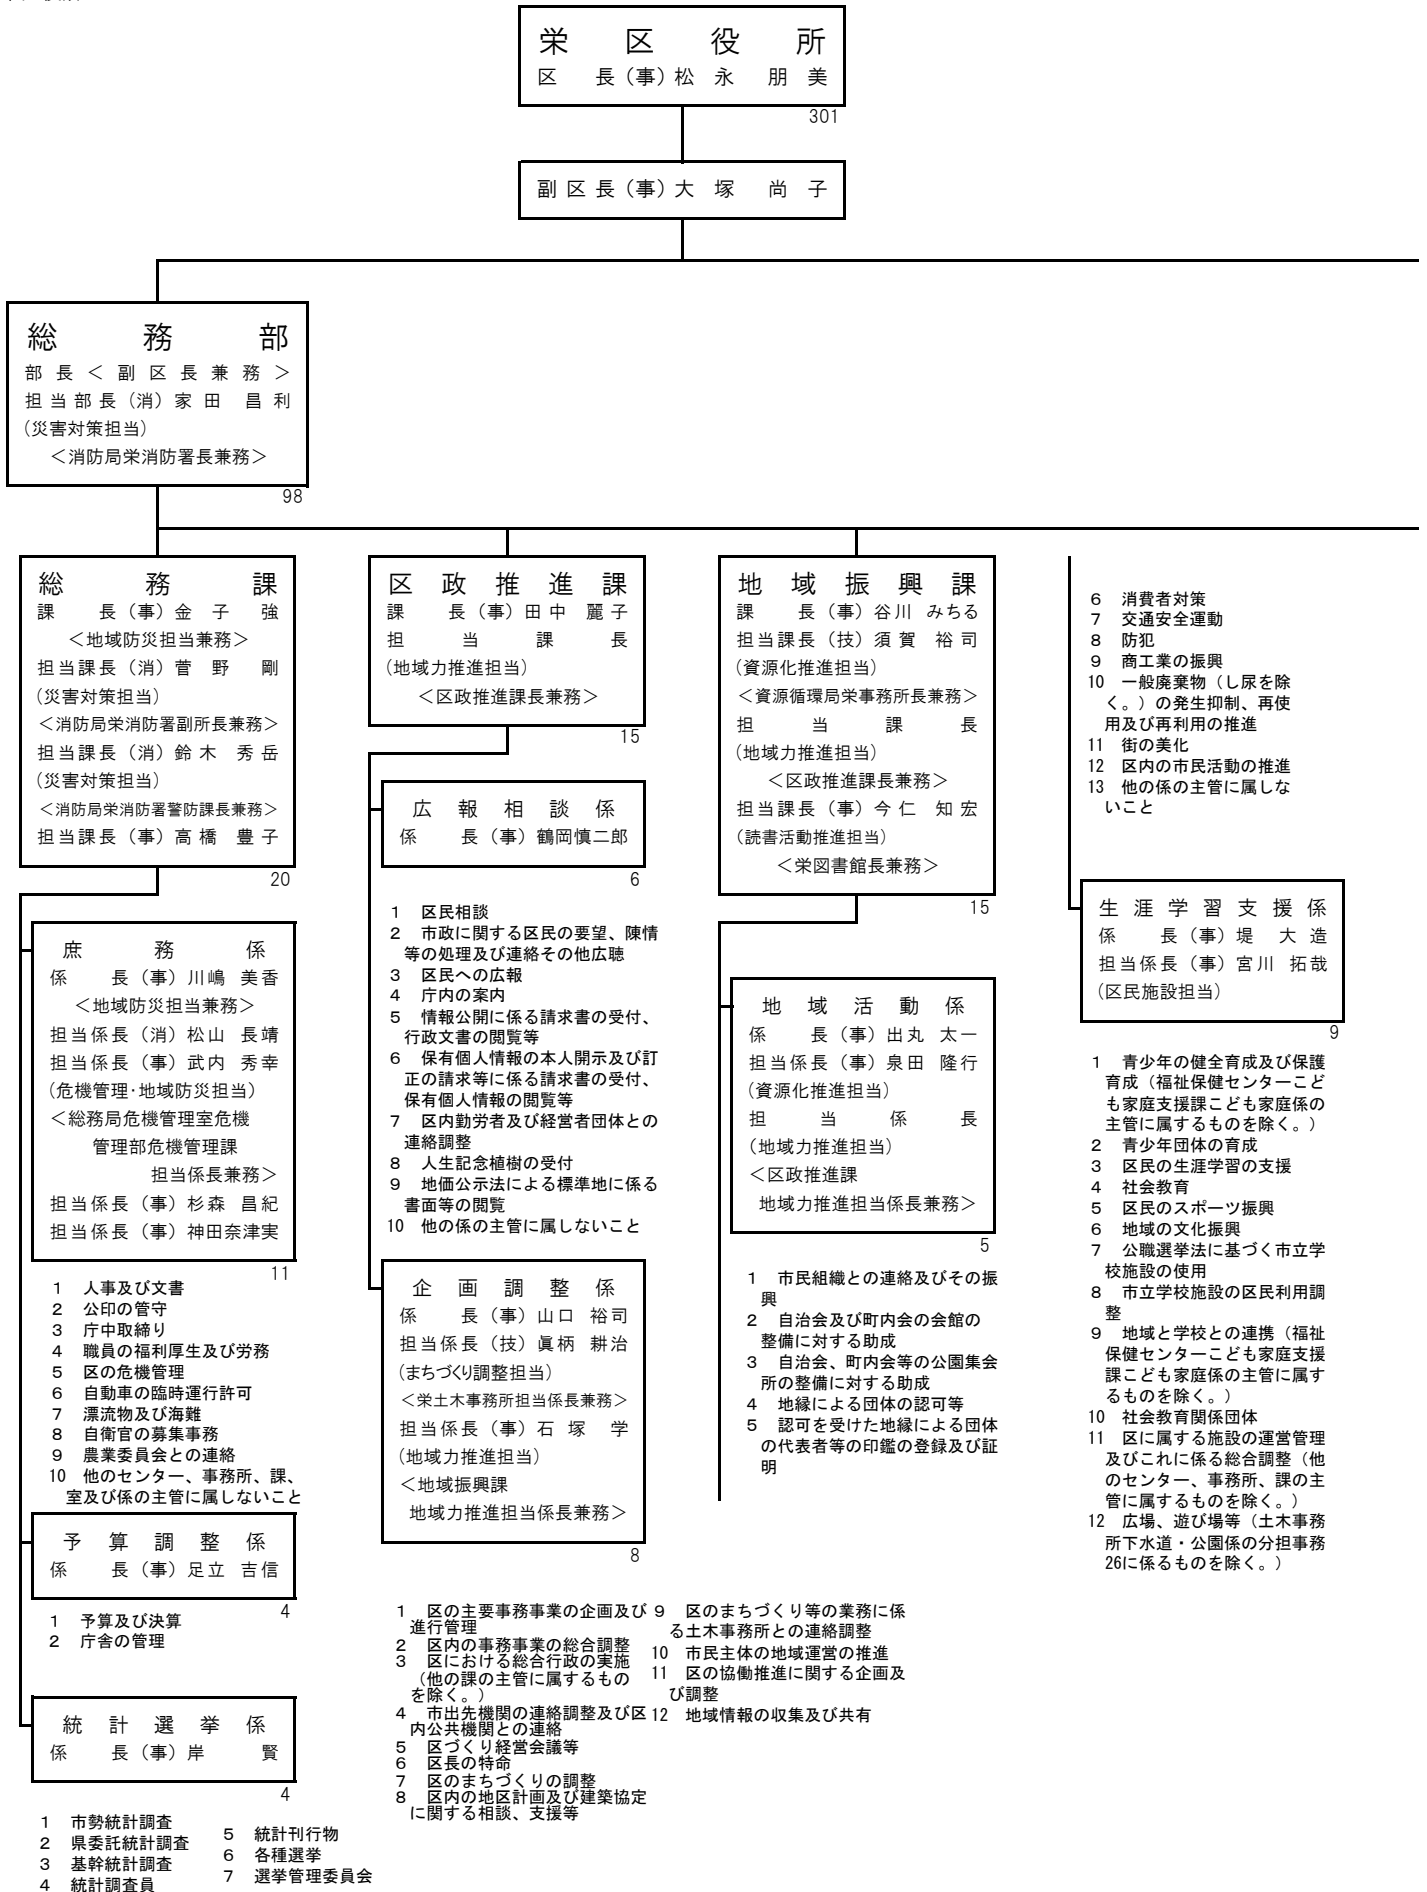 栄区役所
区長（事）松永朋美
301
副区長（事）大塚尚子
総務部
部長＜副区長兼務＞
担当部長（消）家田昌利
（災害対策担当）
＜消防局栄消防署長兼務＞
98
総務課
課長（事）金子強
＜地域防災担当兼務＞
担当課長（消）菅野剛
（災害対策担当）
＜消防局栄消防署副所長兼務＞
担当課長（消）鈴木秀岳
（災害対策担当）
＜消防局栄消防署警防課長兼務＞
担当課長（事）高橋豊子
20
庶務係
係長（事）川嶋美香
＜地域防災担当兼務＞
担当係長（消）松山長靖
担当係長（事）武内秀幸
（危機管理･地域防災担当）
＜総務局危機管理室危機
管理部危機管理課
担当係長兼務＞
担当係長（事）杉森昌紀
担当係長（事）神田奈津実
11
1 人事及び文書
2 公印の管守
3 庁中取締り
4 職員の福利厚生及び労務
5 区の危機管理
6 自動車の臨時運行許可
7 漂流物及び海難
8 自衛官の募集事務
9 農業委員会との連絡
10 他のセンター、事務所、課、
室及び係の主管に属しないこと
予算調整係
係長（事）足立吉信
4
1 予算及び決算
2 庁舎の管理
統計選挙係
係長（事）岸賢
4
1 市勢統計調査
2 県委託統計調査
3 基幹統計調査
4 統計調査員
5 統計刊行物
6 各種選挙
7 選挙管理委員会
区政推進課
課長（事）田中麗子
担当課長
（地域力推進担当）
＜区政推進課長兼務＞
15
広報相談係
係長（事）鶴岡慎二郎
6
1 区民相談
2 市政に関する区民の要望、陳情
等の処理及び連絡その他広聴
3 区民への広報
4 庁内の案内
5 情報公開に係る請求書の受付、
行政文書の閲覧等
6 保有個人情報の本人開示及び訂
正の請求等に係る請求書の受付、
保有個人情報の閲覧等
7 区内勤労者及び経営者団体との
連絡調整
8 人生記念植樹の受付
9 地価公示法による標準地に係る
書面等の閲覧
10 他の係の主管に属しないこと
企画調整係
係長（事）山口裕司
担当係長（技）眞柄耕治
（まちづくり調整担当）
＜栄土木事務所担当係長兼務＞
担当係長（事）石塚学
（地域力推進担当）
＜地域振興課
地域力推進担当係長兼務＞
8
1 区の主要事務事業の企画及び
進行管理
2 区内の事務事業の総合調整
3 区における総合行政の実施
（他の課の主管に属するもの
を除く。）
4 市出先機関の連絡調整及び区
内公共機関との連絡
5 区づくり経営会議等
6 区長の特命
7 区のまちづくりの調整
8 区内の地区計画及び建築協定
に関する相談、支援等
9 区のまちづくり等の業務に係
る土木事務所との連絡調整
10 市民主体の地域運営の推進
11 区の協働推進に関する企画及
び調整
12 地域情報の収集及び共有
地域振興課
課長（事）谷川みちる
担当課長（技）須賀裕司
（資源化推進担当）
＜資源循環局栄事務所長兼務＞
担当課長
（地域力推進担当）
＜区政推進課長兼務＞
担当課長（事）今仁知宏
（読書活動推進担当）
＜栄図書館長兼務＞
15
地域活動係
係長（事）出丸太一
担当係長（事）泉田隆行
（資源化推進担当）
担当係長
（地域力推進担当）
＜区政推進課
地域力推進担当係長兼務＞
5
1 市民組織との連絡及びその振
興
2 自治会及び町内会の会館の
整備に対する助成
3 自治会、町内会等の公園集会
所の整備に対する助成
4 地縁による団体の認可等
5 認可を受けた地縁による団体
の代表者等の印鑑の登録及び証
明
6 消費者対策
7 交通安全運動
8 防犯
9 商工業の振興
10 一般廃棄物（し尿を除
く。）の発生抑制、再使
用及び再利用の推進
11 街の美化
12 区内の市民活動の推進
13 他の係の主管に属しな
いこと
生涯学習支援係
係長（事）堤大造
担当係長（事）宮川拓哉
（区民施設担当）
9
1 青少年の健全育成及び保護
育成（福祉保健センターこど
も家庭支援課こども家庭係の
主管に属するものを除く。）
2 青少年団体の育成
3 区民の生涯学習の支援
4 社会教育
5 区民のスポーツ振興
6 地域の文化振興
7 公職選挙法に基づく市立学
校施設の使用
8 市立学校施設の区民利用調
整
9 地域と学校との連携（福祉
保健センターこども家庭支援
課こども家庭係の主管に属す
るものを除く。）
10 社会教育関係団体
11 区に属する施設の運営管理
及びこれに係る総合調整（他
のセンター、事務所、課の主
管に属するものを除く。）
12 広場、遊び場等（土木事務
所下水道・公園係の分担事務
26に係るものを除く。）